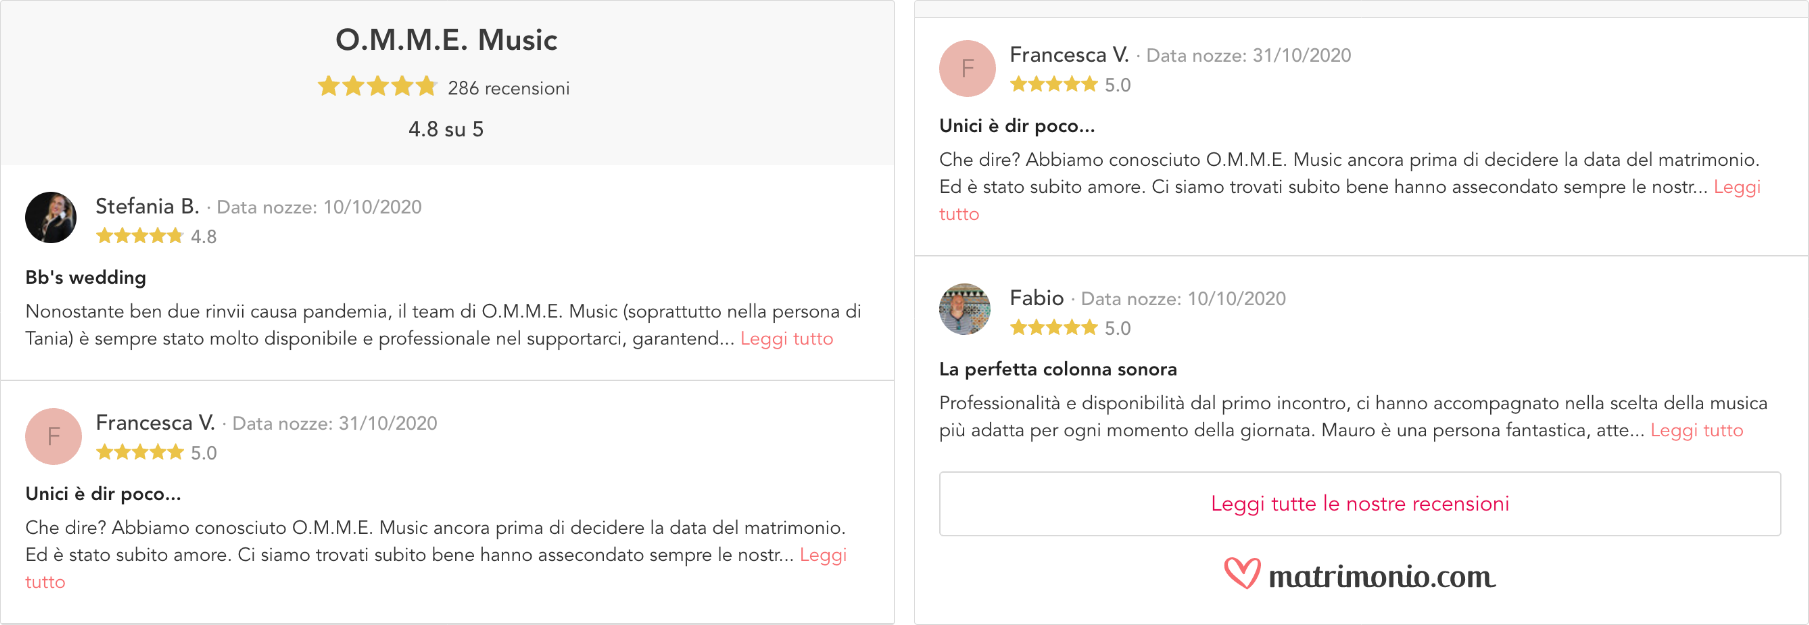 O.M.M.E. Music
286 recensioni
4.8 su 5
Stefania B. · Data nozze: 10/10/2020
4.8
Bb's wedding
Nonostante ben due rinvii causa pandemia, il team di O.M.M.E. Music (soprattutto nella persona di
Tania) è sempre stato molto disponibile e professionale nel supportarci, garantend... Leggi tutto
F
Francesca V. · Data nozze: 31/10/2020
5.0
Unici è dir poco...
Che dire? Abbiamo conosciuto O.M.M.E. Music ancora prima di decidere la data del matrimonio.
Ed è stato subito amore. Ci siamo trovati subito bene hanno assecondato sempre le nostr... Leggi
tutto
F
Francesca V. · Data nozze: 31/10/2020
5.0
Unici è dir poco...
Che dire? Abbiamo conosciuto O.M.M.E. Music ancora prima di decidere la data del matrimonio.
Ed è stato subito amore. Ci siamo trovati subito bene hanno assecondato sempre le nostr... Leggi
tutto
Fabio · Data nozze: 10/10/2020
5.0
La perfetta colonna sonora
Professionalità e disponibilità dal primo incontro, ci hanno accompagnato nella scelta della musica
più adatta per ogni momento della giornata. Mauro è una persona fantastica, atte... Leggi tutto
Leggi tutte le nostre recensioni
matrimonio.com